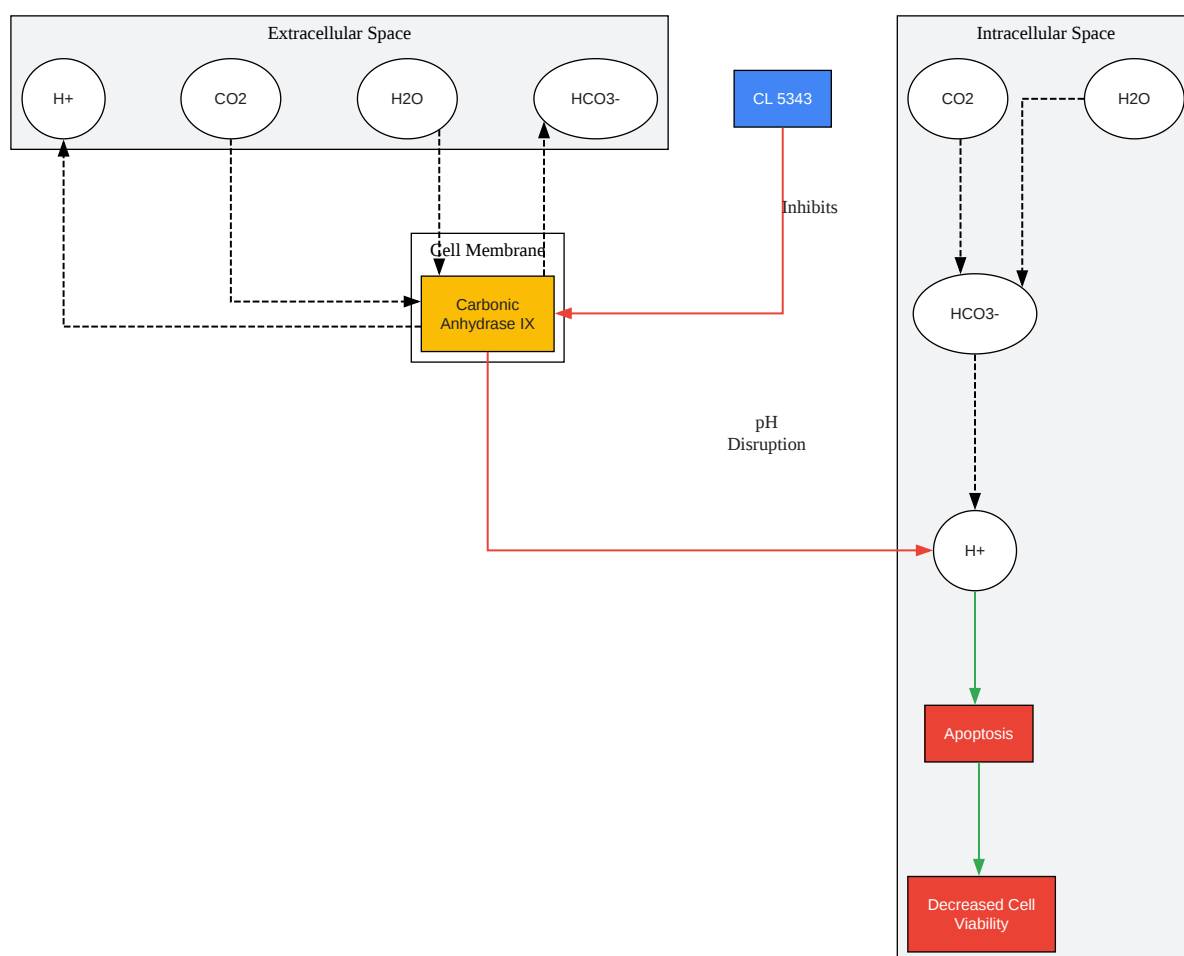 Extracellular Space
Intracellular Space
H+
CO2
H2O
HCO3-
CL 5343
CO2
H2O
Inhibits
Cell Membrane
Carbonic
Anhydrase IX
HCO3-
pH
Disruption
H+
Apoptosis
Decreased Cell
Viability